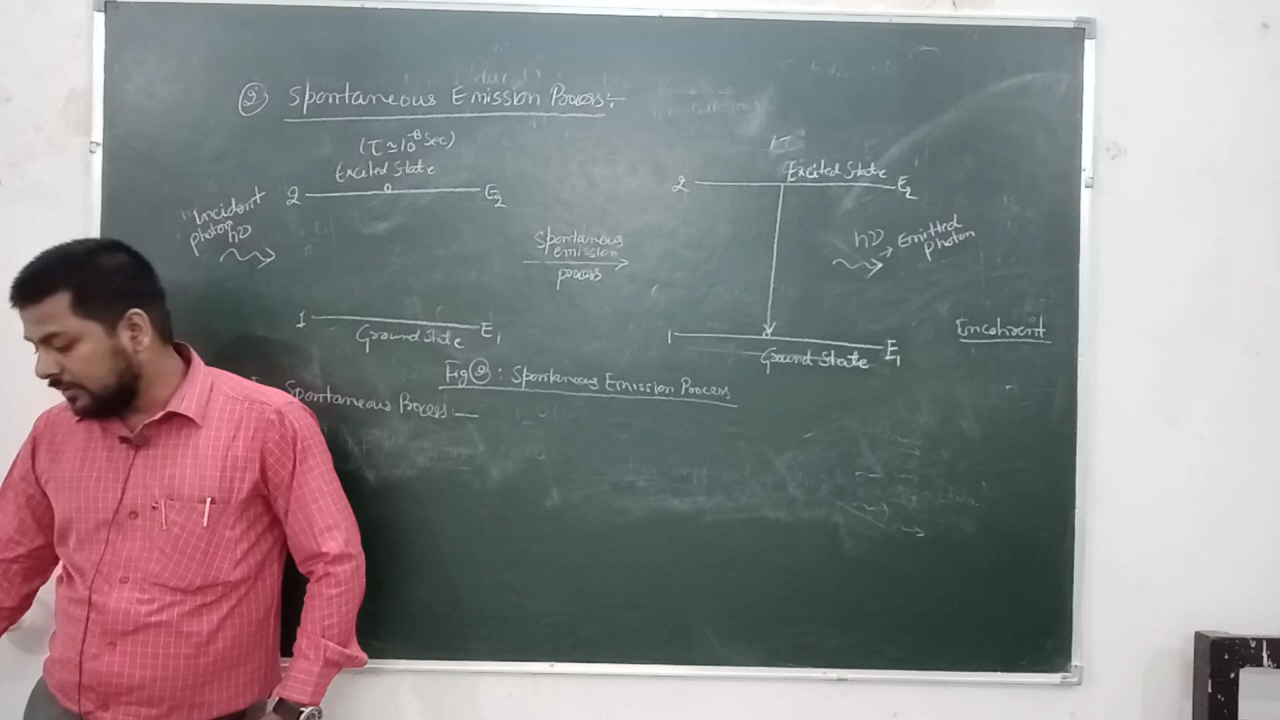 ② Spontaneous Emission Process:-
(τ ≃ 10⁻⁸ Sec)
Excited State
2 E₂
Incident
photon
hν
1 E₁
Ground State
Spontaneous
emission
process
(τ
Excited State
2 E₂
hν → Emitted
photon
1 E₁
Ground State
Incoherent
Fig ② : Spontaneous Emission Process
Spontaneous Process:—